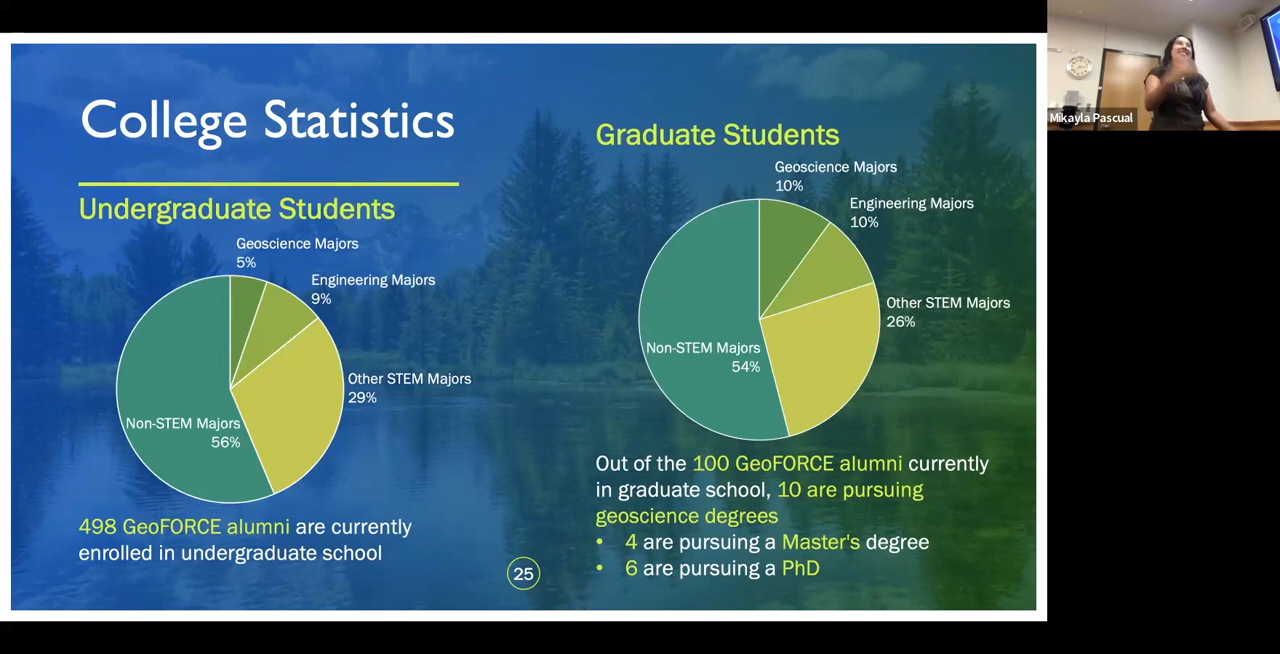 College Statistics
Undergraduate Students
Geoscience Majors
5%
Engineering Majors
9%
Other STEM Majors
29%
Non-STEM Majors
56%
498 GeoFORCE alumni are currently
enrolled in undergraduate school
Graduate Students
Geoscience Majors
10%
Engineering Majors
10%
Other STEM Majors
26%
Non-STEM Majors
54%
Out of the 100 GeoFORCE alumni currently
in graduate school, 10 are pursuing
geoscience degrees
• 4 are pursuing a Master's degree
• 6 are pursuing a PhD
25
Mikayla Pascual